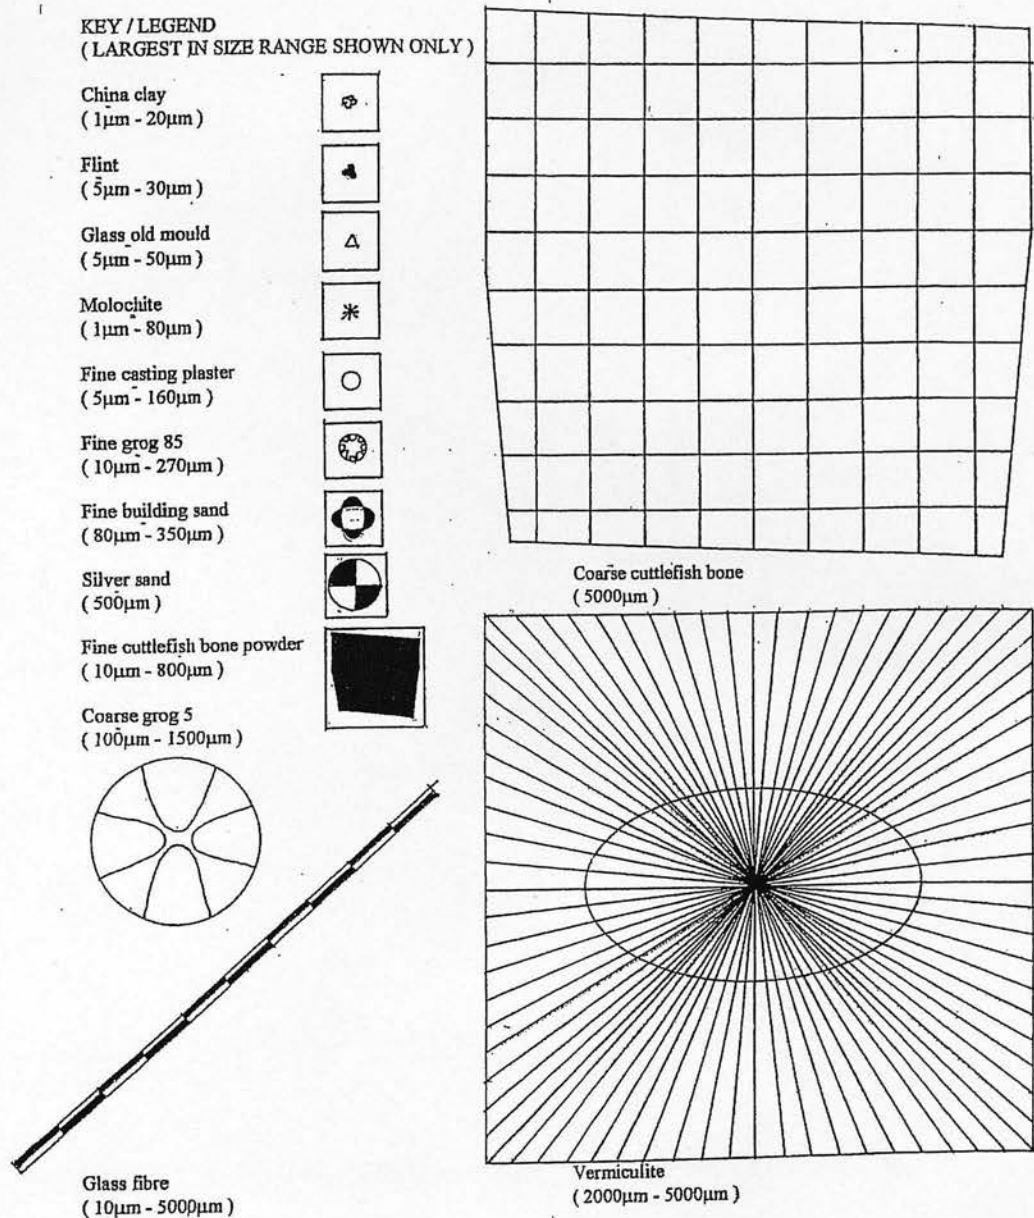 KEY / LEGEND
( LARGEST IN SIZE RANGE SHOWN ONLY )
China clay
( 1µm - 20µm )
Flint
( 5µm - 30µm )
Glass old mould
( 5µm - 50µm )
Molochite
( 1µm - 80µm )
Fine casting plaster
( 5µm - 160µm )
Fine grog 85
( 10µm - 270µm )
Fine building sand
( 80µm - 350µm )
Silver sand
( 500µm )
Fine cuttlefish bone powder
( 10µm - 800µm )
Coarse grog 5
( 100µm - 1500µm )
Glass fibre
( 10µm - 5000µm )
Coarse cuttlefish bone
( 5000µm )
Vermiculite
( 2000µm - 5000µm )